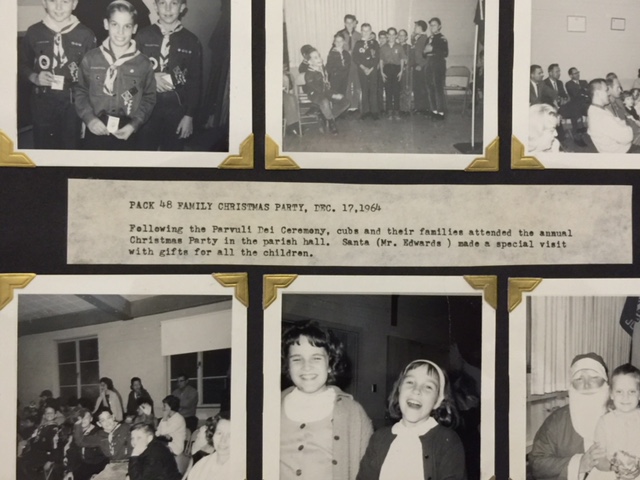 PACK 48 FAMILY CHRISTMAS PARTY, DEC. 17,1964
Following the Parvuli Dei Ceremony, cubs and their families attended the annual
Christmas Party in the parish hall. Santa (Mr. Edwards ) made a special visit
with gifts for all the children.